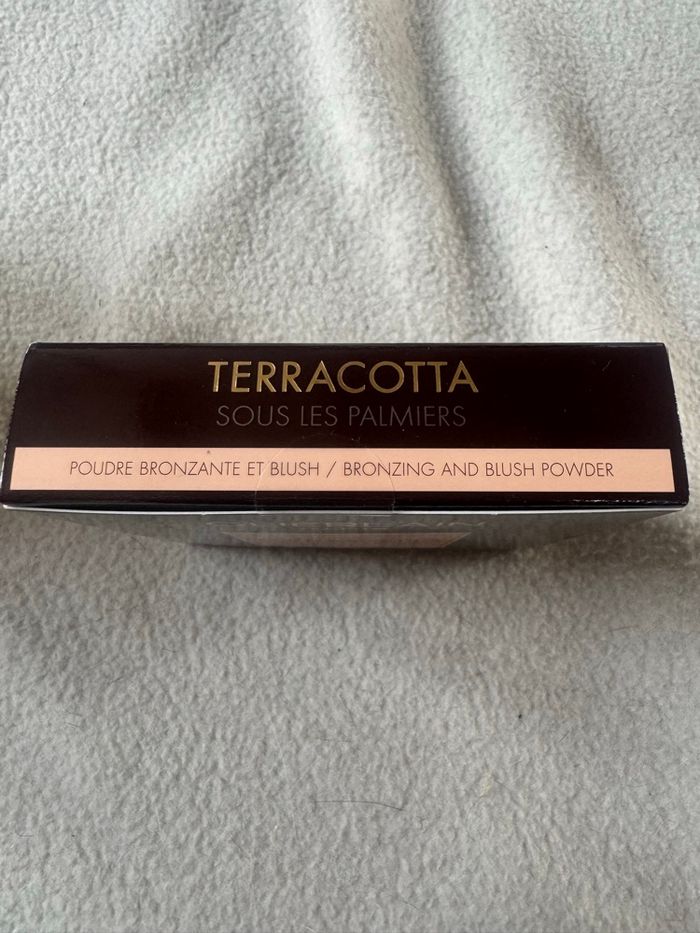 TERRACOTTA
SOUS LES PALMIERS
POUDRE BRONZANTE ET BLUSH / BRONZING AND BLUSH POWDER